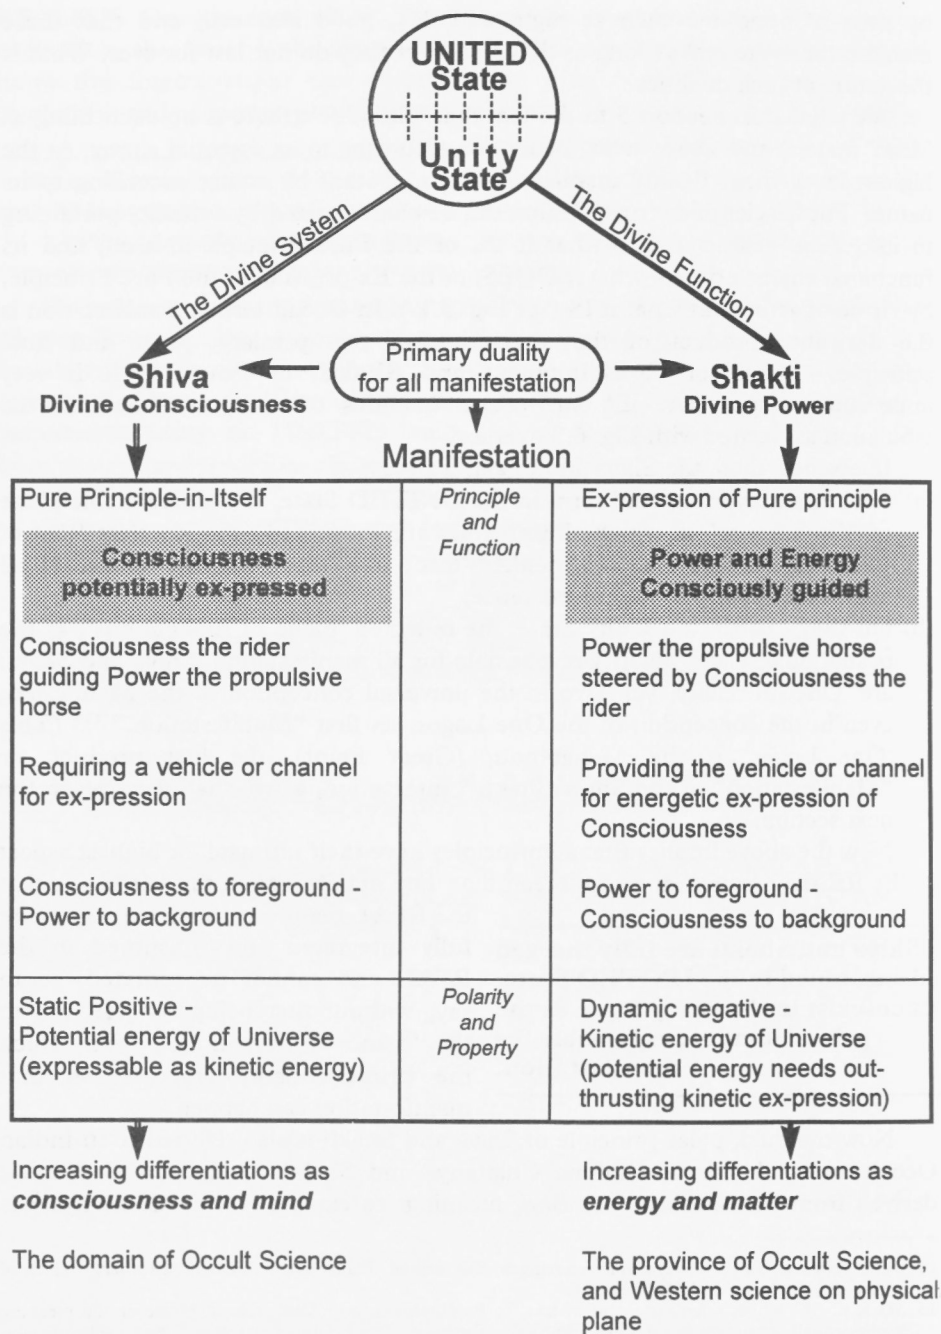 UNITED
State
Unity
State
The Divine System
The Divine Function
Shiva
Divine Consciousness
Primary duality
for all manifestation
Shakti
Divine Power
Manifestation
Pure Principle-in-Itself
Consciousness
potentially ex-pressed
Consciousness the rider
guiding Power the propulsive
horse
Requiring a vehicle or channel
for ex-pression
Consciousness to foreground -
Power to background
Principle
and
Function
Ex-pression of Pure principle
Power and Energy
Consciously guided
Power the propulsive horse
steered by Consciousness the
rider
Providing the vehicle or channel
for energetic ex-pression of
Consciousness
Power to foreground -
Consciousness to background
Static Positive -
Potential energy of Universe
(expressable as kinetic energy)
Polarity
and
Property
Dynamic negative -
Kinetic energy of Universe
(potential energy needs out-
thrusting kinetic ex-pression)
Increasing differentiations as
consciousness and mind
The domain of Occult Science
Increasing differentiations as
energy and matter
The province of Occult Science,
and Western science on physical
plane